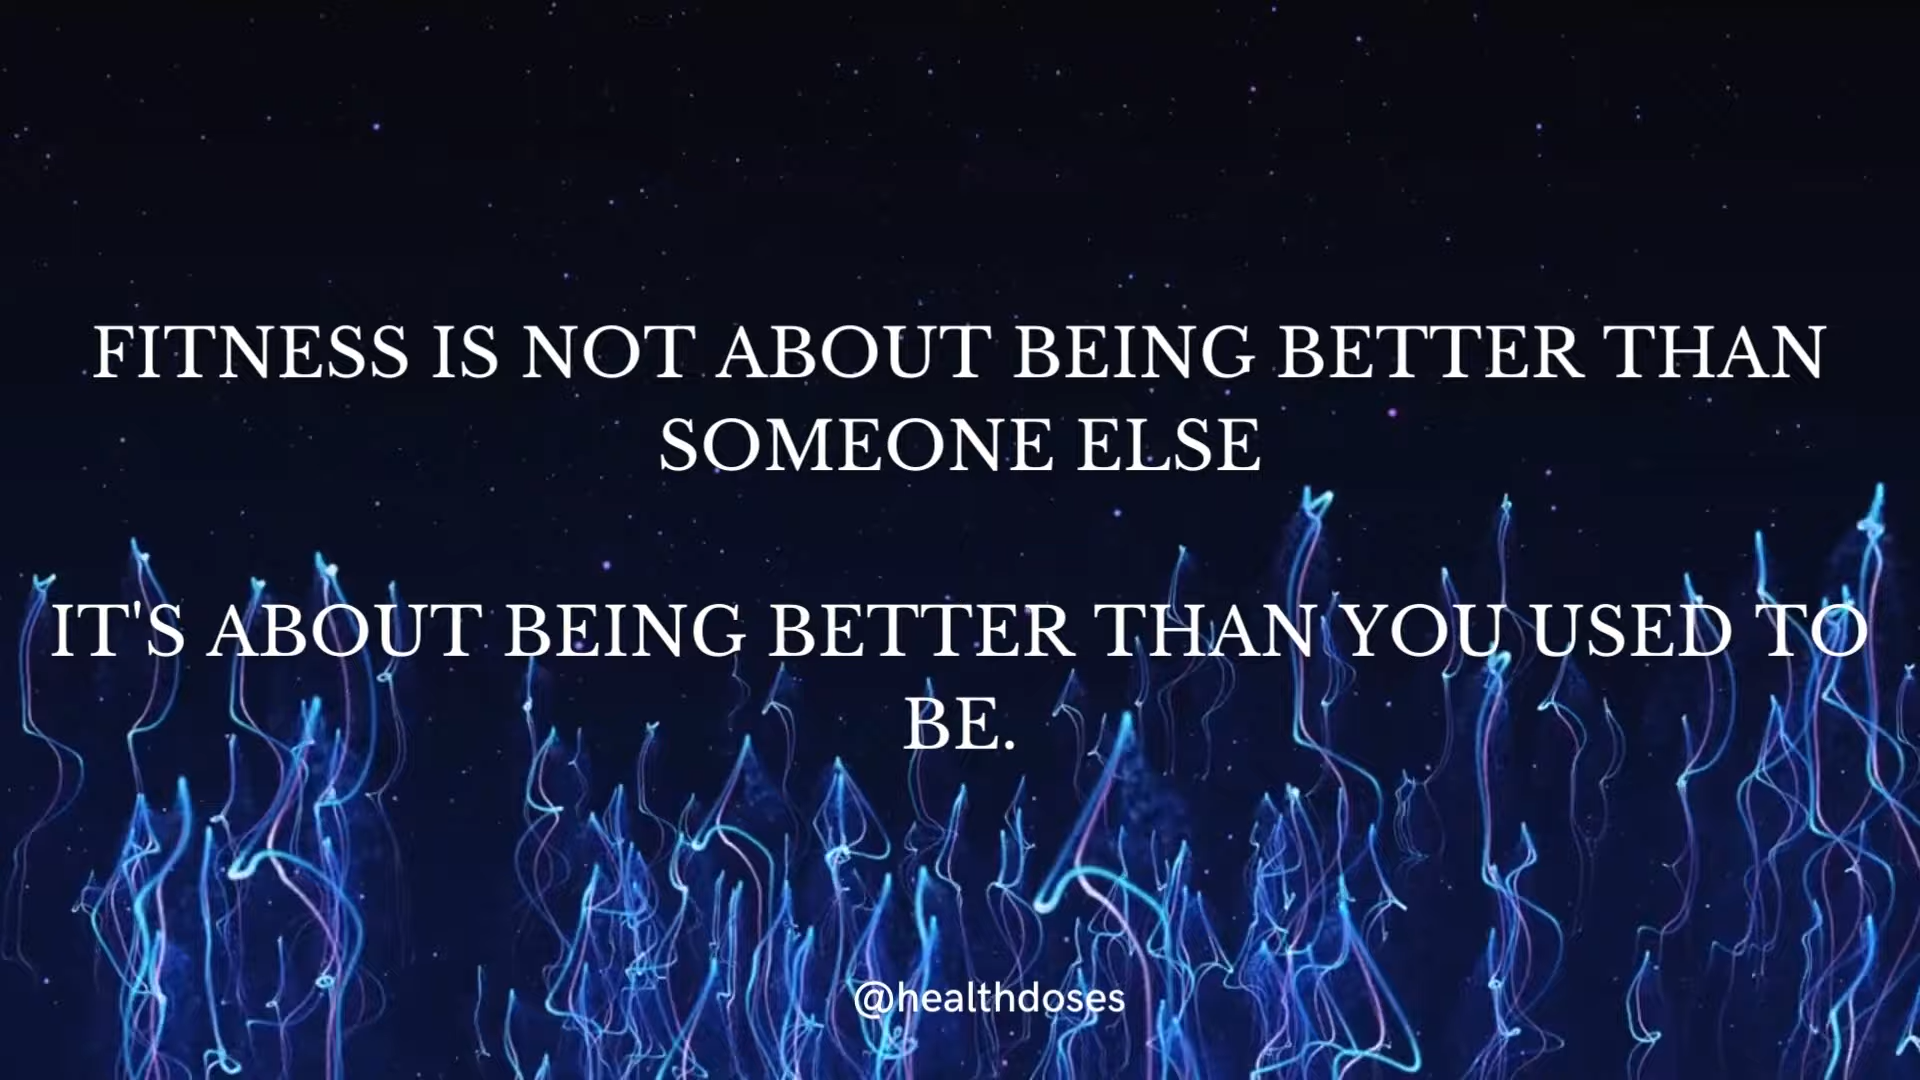 FITNESS IS NOT ABOUT BEING BETTER THAN
SOMEONE ELSE
IT'S ABOUT BEING BETTER THAN YOU USED TO
BE.
@healthdoses